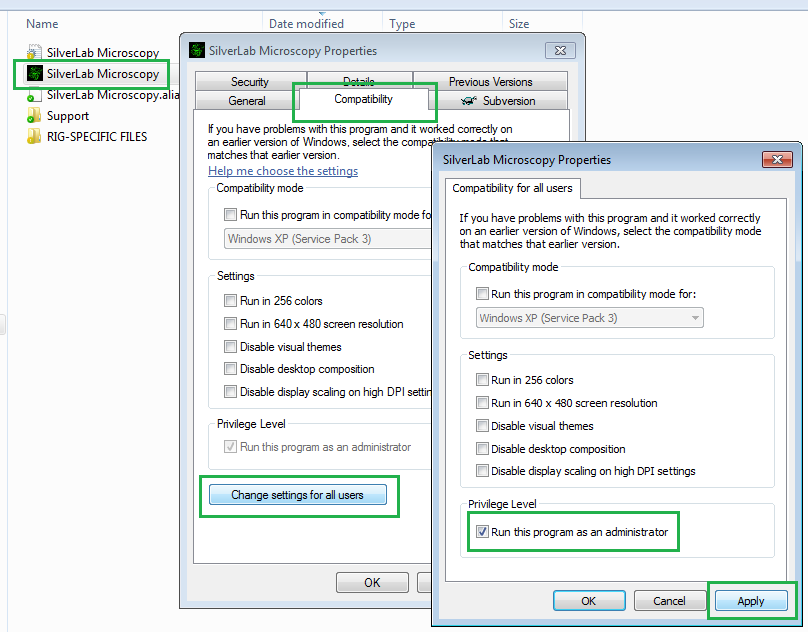 Name
Date modified
Type
Size
SilverLab Microscopy
SilverLab Microscopy
SilverLab Microscopy.alia
Support
RIG-SPECIFIC FILES
SilverLab Microscopy Properties
Security
Details
Previous Versions
General
Compatibility
Subversion
If you have problems with this program and it worked correctly on
an earlier version of Windows, select the compatibility mode that
matches that earlier version.
Help me choose the settings
Compatibility mode
Run this program in compatibility mode fo
Windows XP (Service Pack 3)
Settings
Run in 256 colors
Run in 640 x 480 screen resolution
Disable visual themes
Disable desktop composition
Disable display scaling on high DPI settin
Privilege Level
Run this program as an administrator
Change settings for all users
OK
SilverLab Microscopy Properties
Compatibility for all users
If you have problems with this program and it worked correctly
on an earlier version of Windows, select the compatibility mode
that matches that earlier version.
Compatibility mode
Run this program in compatibility mode for:
Windows XP (Service Pack 3)
Settings
Run in 256 colors
Run in 640 x 480 screen resolution
Disable visual themes
Disable desktop composition
Disable display scaling on high DPI settings
Privilege Level
Run this program as an administrator
OK
Cancel
Apply